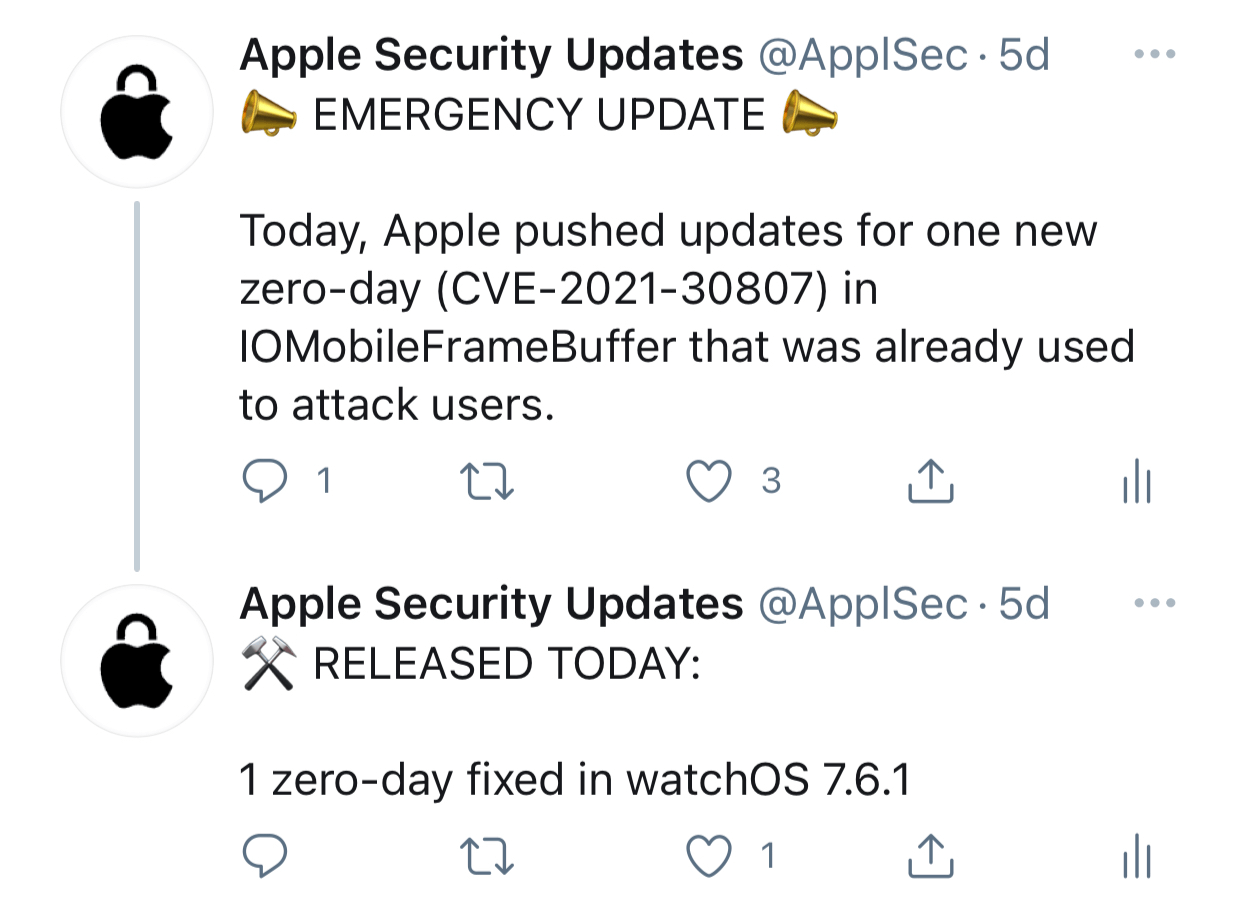 Apple Security Updates @ApplSec · 5d
📣 EMERGENCY UPDATE 📣
Today, Apple pushed updates for one new
zero-day (CVE-2021-30807) in
IOMobileFrameBuffer that was already used
to attack users.
1 3
Apple Security Updates @ApplSec · 5d
⚒️ RELEASED TODAY:
1 zero-day fixed in watchOS 7.6.1
1